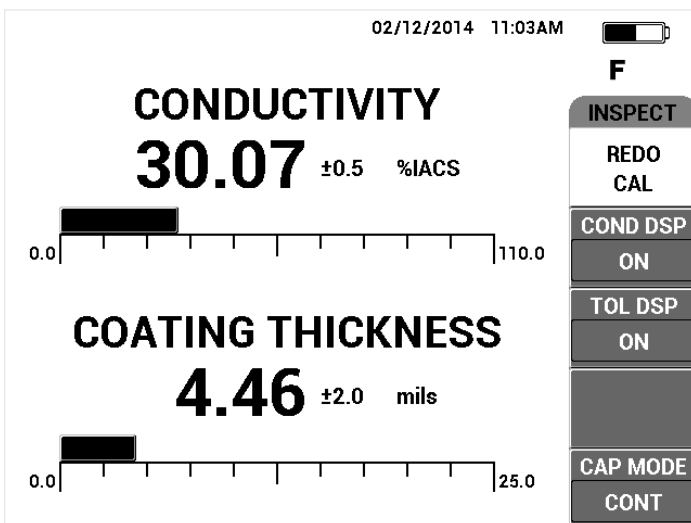 02/12/2014 11:03AM
F
CONDUCTIVITY
30.07 ±0.5 %IACS
0.0 110.0
COATING THICKNESS
4.46 ±2.0 mils
0.0 25.0
INSPECT
REDO
CAL
COND DSP
ON
TOL DSP
ON
CAP MODE
CONT